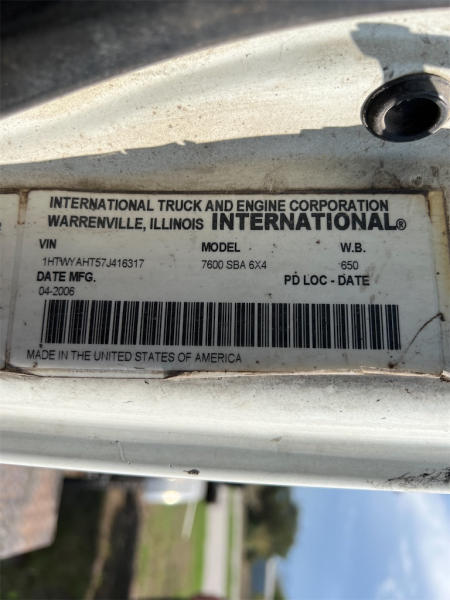 INTERNATIONAL TRUCK AND ENGINE CORPORATION
WARRENVILLE, ILLINOIS INTERNATIONAL®
VIN MODEL W.B.
1HTWYAHT57J416317 7600 SBA 6X4 650
DATE MFG. PD LOC - DATE
04-2006
MADE IN THE UNITED STATES OF AMERICA